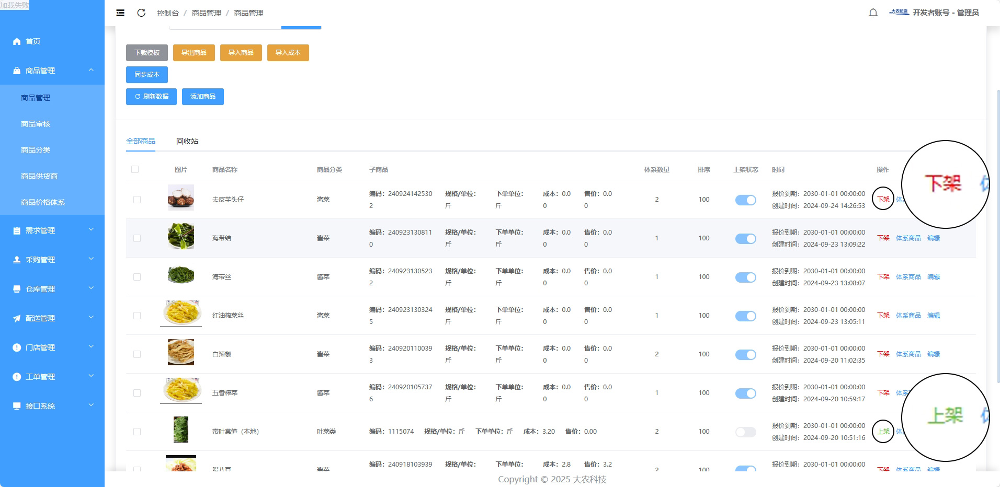 加载失败
控制台 / 商品管理 / 商品管理
大农配送 开发者账号 - 管理员
首页
商品管理
商品管理
商品审核
商品分类
商品供货商
商品价格体系
需求管理
采购管理
仓库管理
配送管理
门店管理
工单管理
接口系统
下载模板 导出商品 导入商品 导入成本
同步成本
刷新数据 添加商品
全部商品 回收站
图片 商品名称 商品分类 子商品 体系数量 排序 上架状态 时间 操作
去皮芋头仔 酱菜 编码：240924142530 规格/单位： 下单单位： 成本：0.0 售价：0.0 2 100 报价到期：2030-01-01 00:00:00 下架
2 斤 斤 0 0 创建时间：2024-09-24 14:26:53
下架
海带结 酱菜 编码：240923130811 规格/单位： 下单单位： 成本：0.0 售价：0.0 1 100 报价到期：2030-01-01 00:00:00 下架 体系商品 编辑
0 斤 斤 0 0 创建时间：2024-09-23 13:09:22
海带丝 酱菜 编码：240923130523 规格/单位： 下单单位： 成本：0.0 售价：0.0 1 100 报价到期：2030-01-01 00:00:00 下架 体系商品 编辑
2 斤 斤 0 0 创建时间：2024-09-23 13:08:07
红油榨菜丝 酱菜 编码：240923130324 规格/单位： 下单单位： 成本：0.0 售价：0.0 1 100 报价到期：2030-01-01 00:00:00 下架 体系商品 编辑
5 斤 斤 0 0 创建时间：2024-09-23 13:05:11
白辣椒 酱菜 编码：240920110039 规格/单位： 下单单位： 成本：0.0 售价：0.0 2 100 报价到期：2030-01-01 00:00:00 下架 体系商品 编辑
3 斤 斤 0 0 创建时间：2024-09-20 11:02:35
五香榨菜 酱菜 编码：240920105737 规格/单位： 下单单位： 成本：0.0 售价：0.0 1 100 报价到期：2030-01-01 00:00:00 下架 体系
6 斤 斤 0 0 创建时间：2024-09-20 10:59:17
带叶莴笋（本地） 叶菜类 编码：1115074 规格/单位：斤 下单单位：斤 成本：3.20 售价：0.00 2 100 报价到期：2030-01-01 00:00:00 上架
创建时间：2024-09-20 10:51:16
上架
腊八豆 酱菜 编码：240918103939 规格/单位： 下单单位： 成本：2.8 售价：3.2 2 100 报价到期：2030-01-01 00:00:00 下架 体系商品 编辑
Copyright © 2025 大农科技